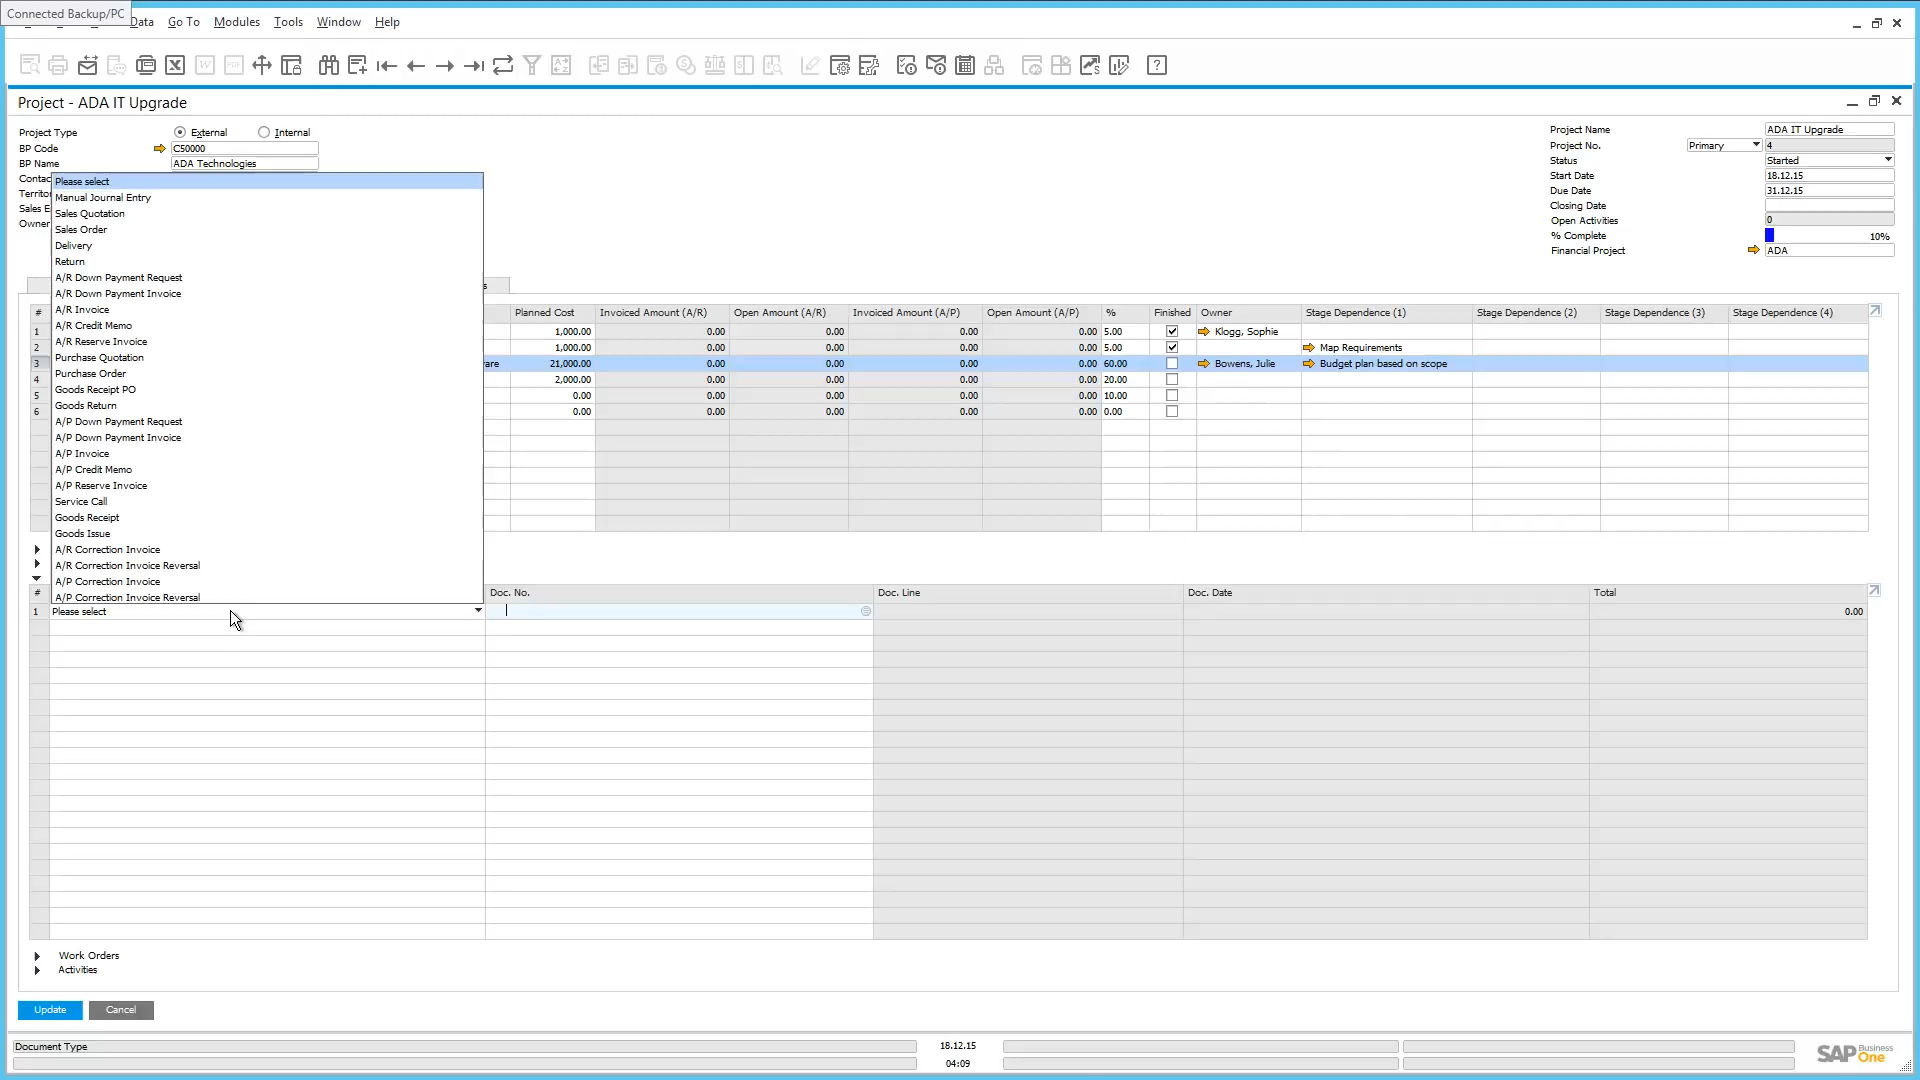 Connected Backup/PC
Data Go To Modules Tools Window Help
Project - ADA IT Upgrade
Project Type External Internal
BP Code C50000
BP Name ADA Technologies
Contac
Territo
Sales E
Owner
Project Name ADA IT Upgrade
Project No. Primary 4
Status Started
Start Date 18.12.15
Due Date 31.12.15
Closing Date
Open Activities 0
% Complete 10%
Financial Project ADA
Please select
Manual Journal Entry
Sales Quotation
Sales Order
Delivery
Return
A/R Down Payment Request
A/R Down Payment Invoice
A/R Invoice
A/R Credit Memo
A/R Reserve Invoice
Purchase Quotation
Purchase Order
Goods Receipt PO
Goods Return
A/P Down Payment Request
A/P Down Payment Invoice
A/P Invoice
A/P Credit Memo
A/P Reserve Invoice
Service Call
Goods Receipt
Goods Issue
A/R Correction Invoice
A/R Correction Invoice Reversal
A/P Correction Invoice
A/P Correction Invoice Reversal
s
# Planned Cost Invoiced Amount (A/R) Open Amount (A/R) Invoiced Amount (A/P) Open Amount (A/P) % Finished Owner Stage Dependence (1) Stage Dependence (2) Stage Dependence (3) Stage Dependence (4)
1 1,000.00 0.00 0.00 0.00 0.00 5.00 Klogg, Sophie
2 1,000.00 0.00 0.00 0.00 0.00 5.00 Map Requirements
3 are 21,000.00 0.00 0.00 0.00 0.00 60.00 Bowens, Julie Budget plan based on scope
4 2,000.00 0.00 0.00 0.00 0.00 20.00
5 0.00 0.00 0.00 0.00 0.00 10.00
6 0.00 0.00 0.00 0.00 0.00 0.00
# Doc. No. Doc. Line Doc. Date Total
1 Please select 0.00
Work Orders
Activities
Update Cancel
Document Type 18.12.15
04:09
SAP Business One